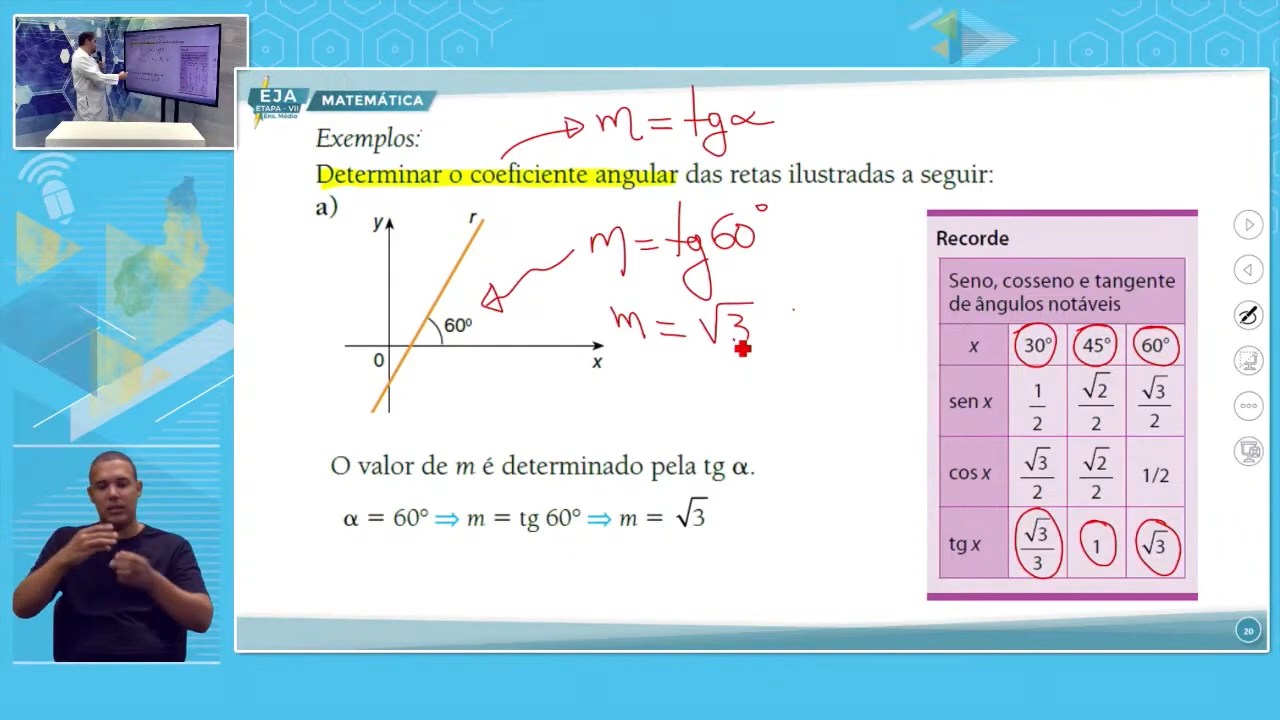 EJA
ETAPA - VII
Ens. Médio
MATEMÁTICA
Exemplos:
m = tg α
Determinar o coeficiente angular das retas ilustradas a seguir:
a)
y
r
60º
0
x
m = tg 60°
m = √3
O valor de m é determinado pela tg α.
α = 60° ⇒ m = tg 60° ⇒ m = √3
Recorde
Seno, cosseno e tangente
de ângulos notáveis
x 30° 45° 60°
sen x 1/2 √2/2 √3/2
cos x √3/2 √2/2 1/2
tg x √3/3 1 √3
20